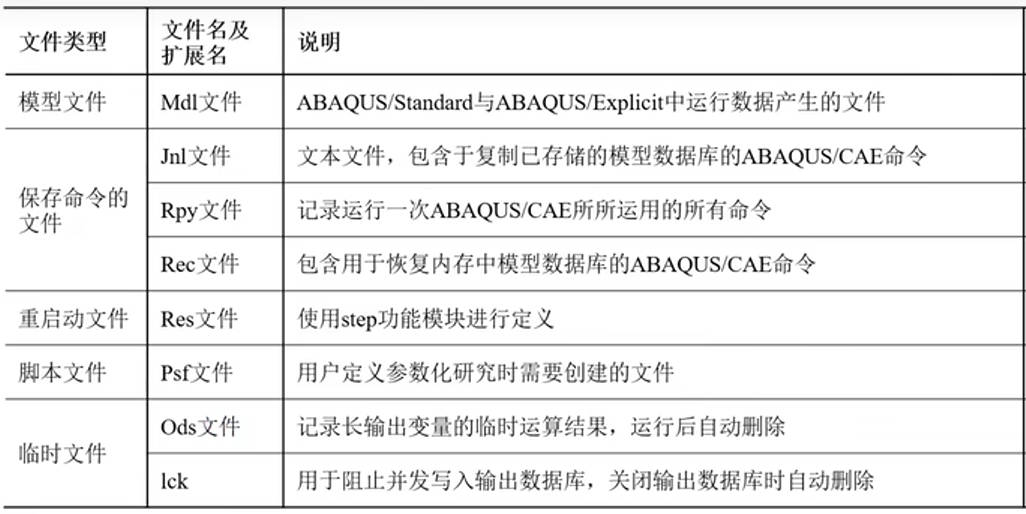 文件类型 文件名及扩展名 说明
模型文件 Mdl文件 ABAQUS/Standard与ABAQUS/Explicit中运行数据产生的文件
保存命令的文件 Jnl文件 文本文件，包含于复制已存储的模型数据库的ABAQUS/CAE命令
Rpy文件 记录运行一次ABAQUS/CAE所所运用的所有命令
Rec文件 包含用于恢复内存中模型数据库的ABAQUS/CAE命令
重启动文件 Res文件 使用step功能模块进行定义
脚本文件 Psf文件 用户定义参数化研究时需要创建的文件
临时文件 Ods文件 记录长输出变量的临时运算结果，运行后自动删除
lck 用于阻止并发写入输出数据库，关闭输出数据库时自动删除